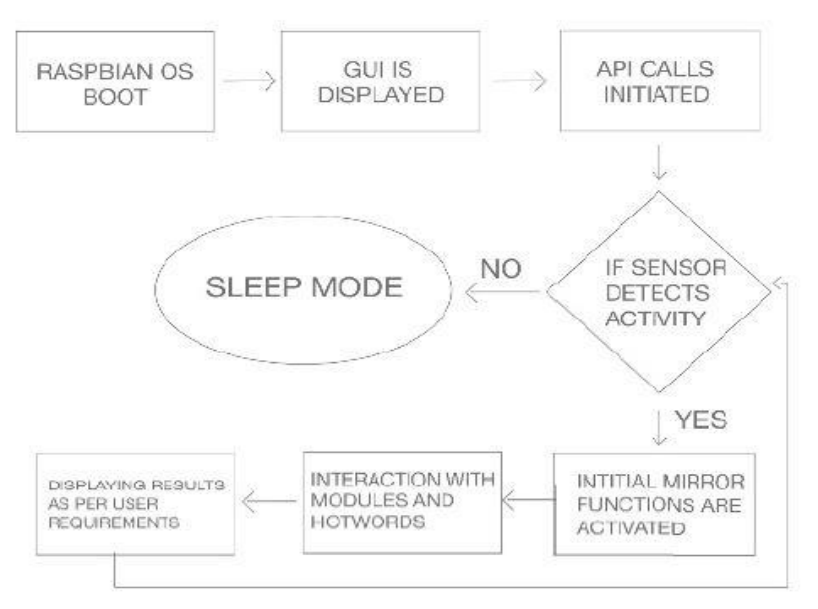 RASPBIAN OS
BOOT
GUI IS
DISPLAYED
API CALLS
INITIATED
IF SENSOR
DETECTS
ACTIVITY
NO
SLEEP MODE
YES
INTITIAL MIRROR
FUNCTIONS ARE
ACTIVATED
INTERACTION WITH
MODULES AND
HOTWORDS
DISPLAYING RESULTS
AS PER USER
REQUIREMENTS